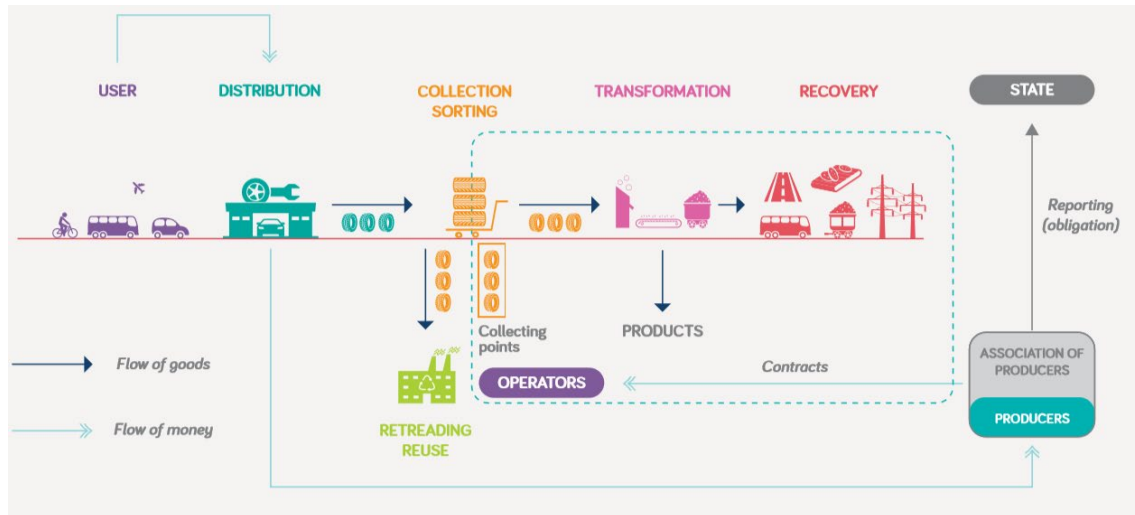 USER
DISTRIBUTION
COLLECTION
SORTING
TRANSFORMATION
RECOVERY
STATE
Reporting
(obligation)
Collecting
points
PRODUCTS
Flow of goods
OPERATORS
Contracts
ASSOCIATION OF
PRODUCERS
PRODUCERS
Flow of money
RETREADING
REUSE